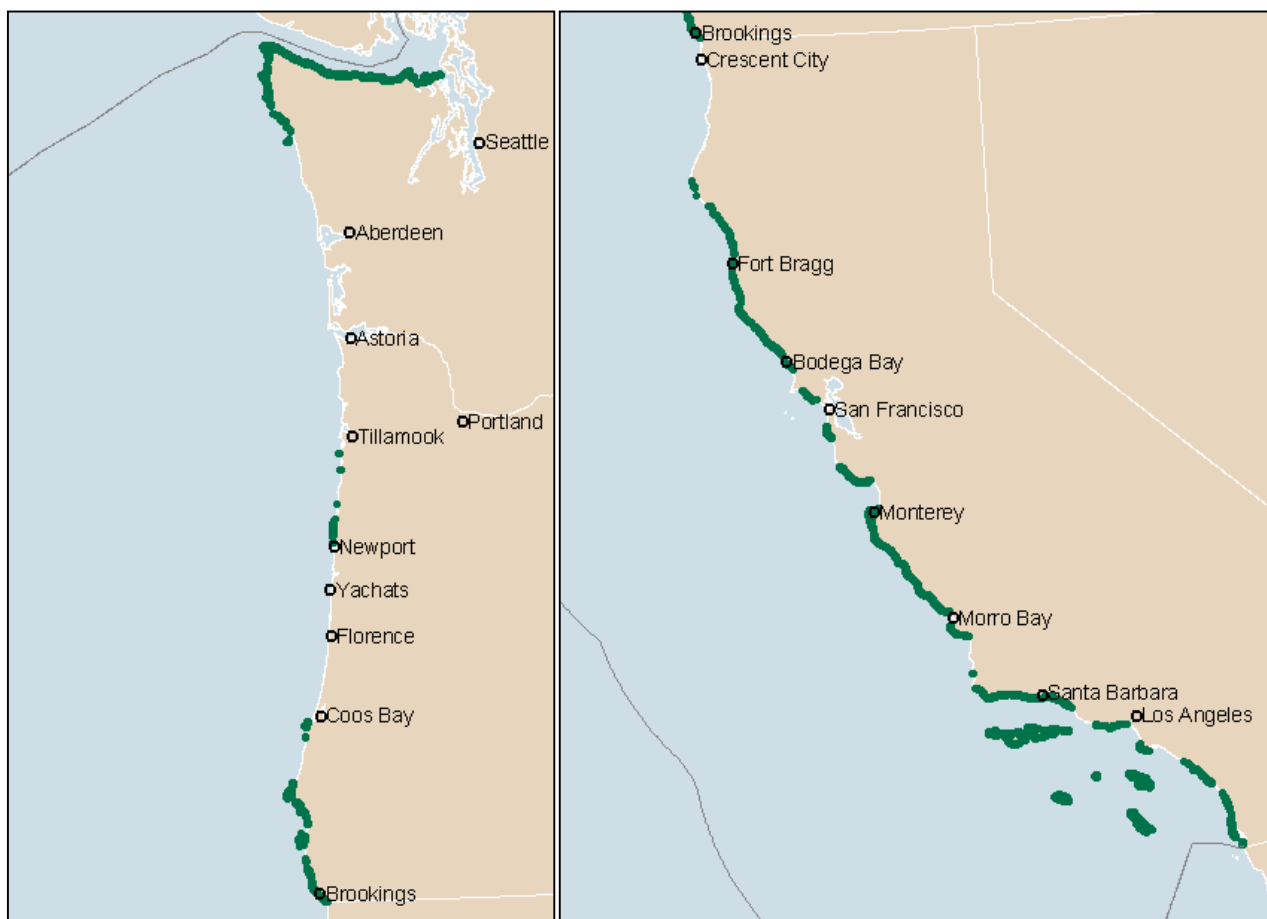 Seattle
Aberdeen
Astoria
Portland
Tillamook
Newport
Yachats
Florence
Coos Bay
Brookings
Brookings
Crescent City
Fort Bragg
Bodega Bay
San Francisco
Monterey
Morro Bay
Santa Barbara
Los Angeles